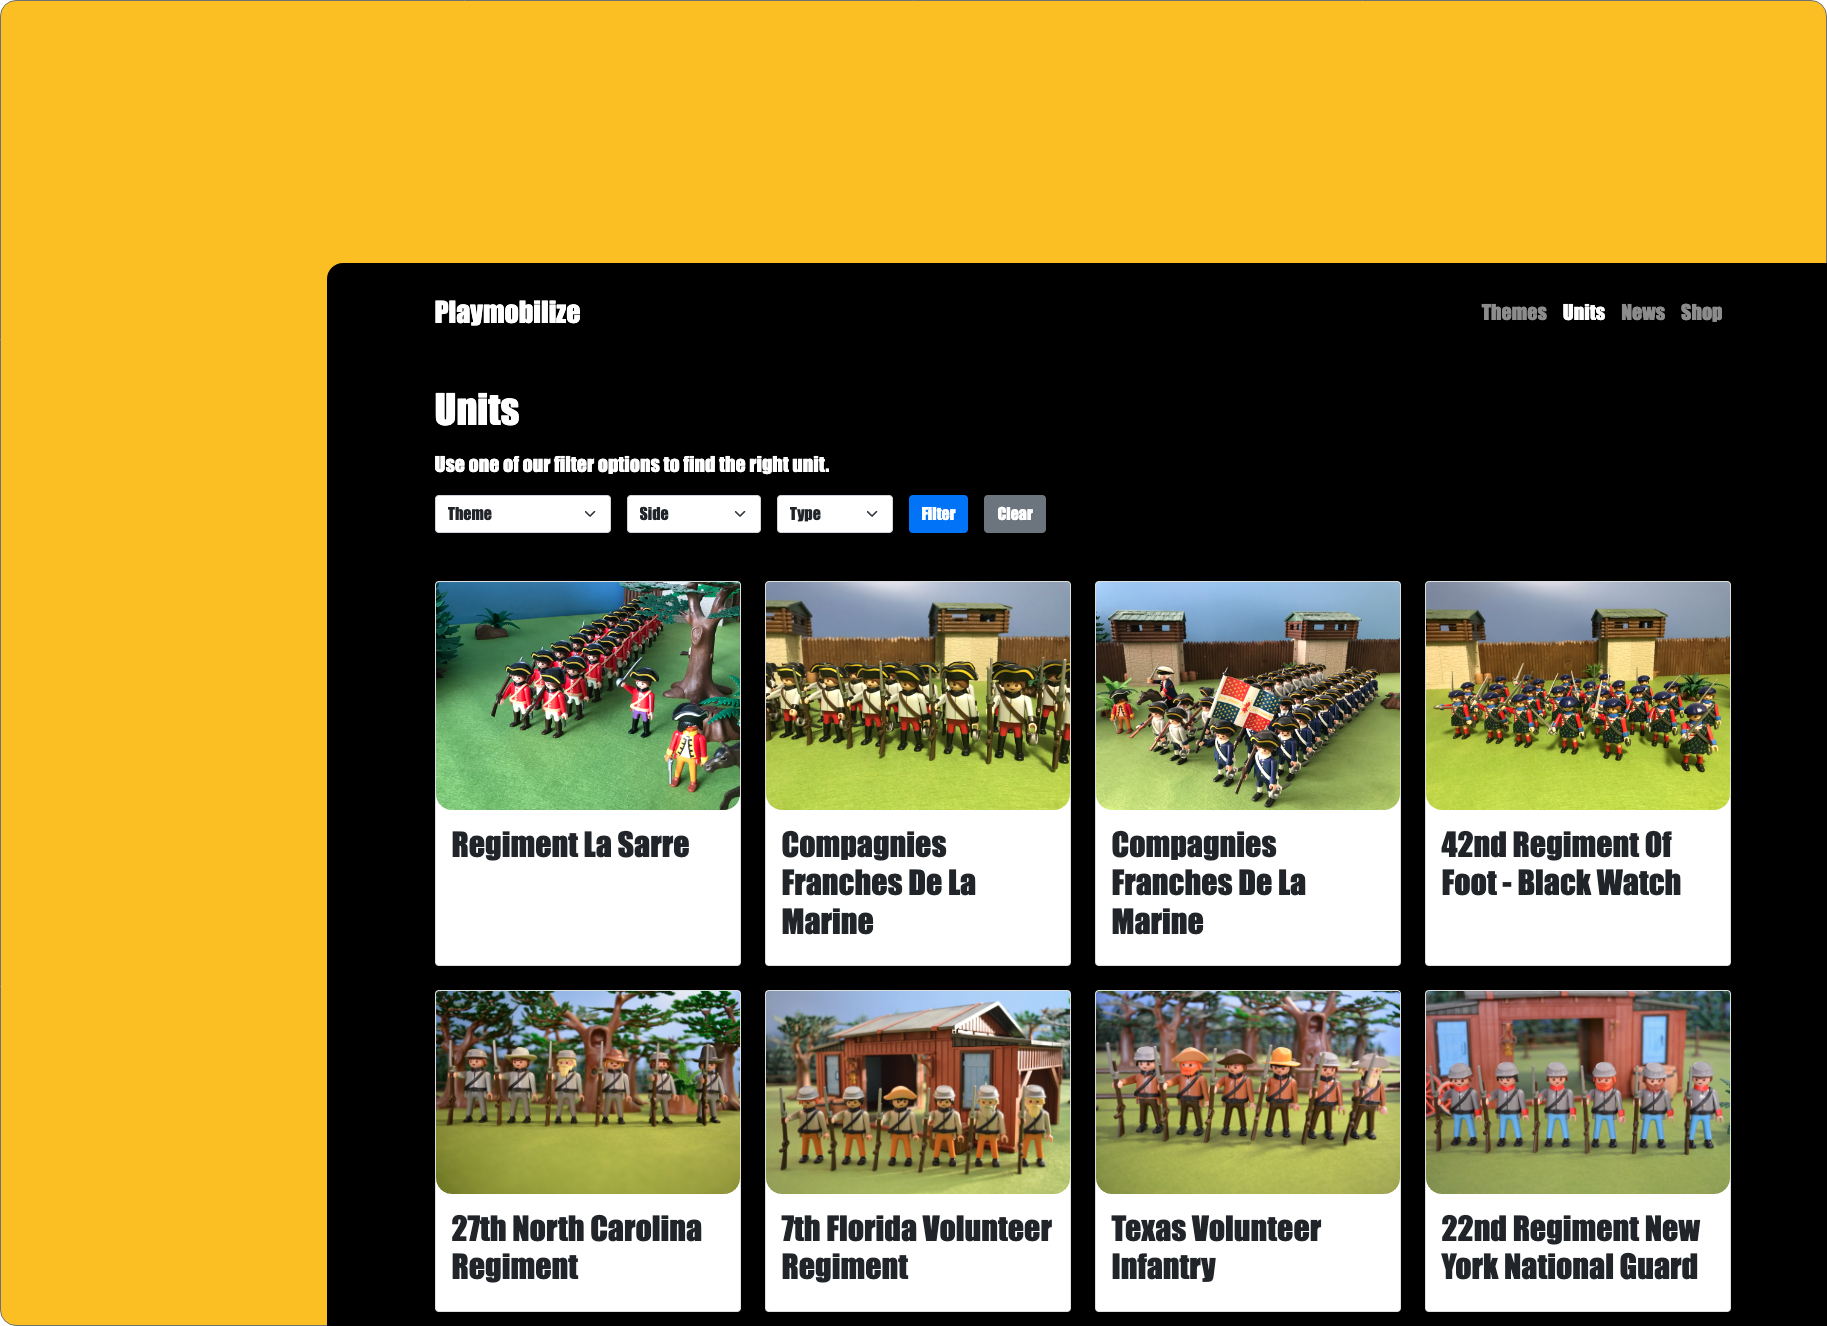 Playmobilize
Themes Units News Shop
Units
Use one of our filter options to find the right unit.
Theme Side Type Filter Clear
Regiment La Sarre
Compagnies
Franches De La
Marine
Compagnies
Franches De La
Marine
42nd Regiment Of
Foot - Black Watch
27th North Carolina
Regiment
7th Florida Volunteer
Regiment
Texas Volunteer
Infantry
22nd Regiment New
York National Guard